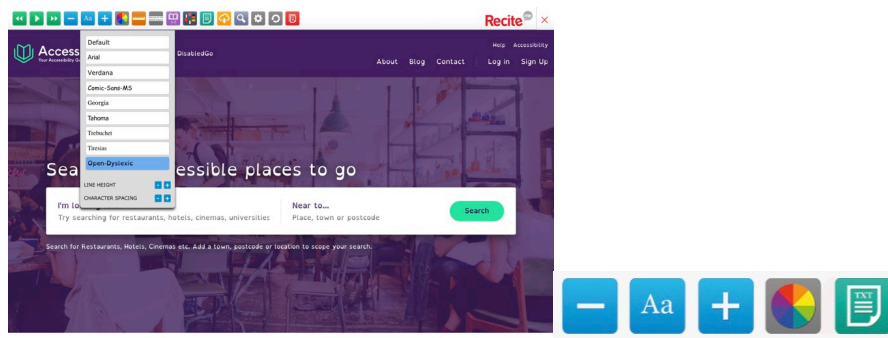 Aa
Recite
Default
Arial
Verdana
Comic-Sans-MS
Georgia
Tahoma
Trebuchet
Tiresias
Open-Dyslexic
LINE HEIGHT - +
CHARACTER SPACING - +
Access
Your Accessibility
DisabledGo
Help Accessibility
About Blog Contact Log in Sign Up
Sea essible places to go
I'm lo
Try searching for restaurants, hotels, cinemas, universities
Near to...
Place, town or postcode
Search
Search for Restaurants, Hotels, Cinemas etc. Add a town, postcode or location to scope your search.
Aa
TXT